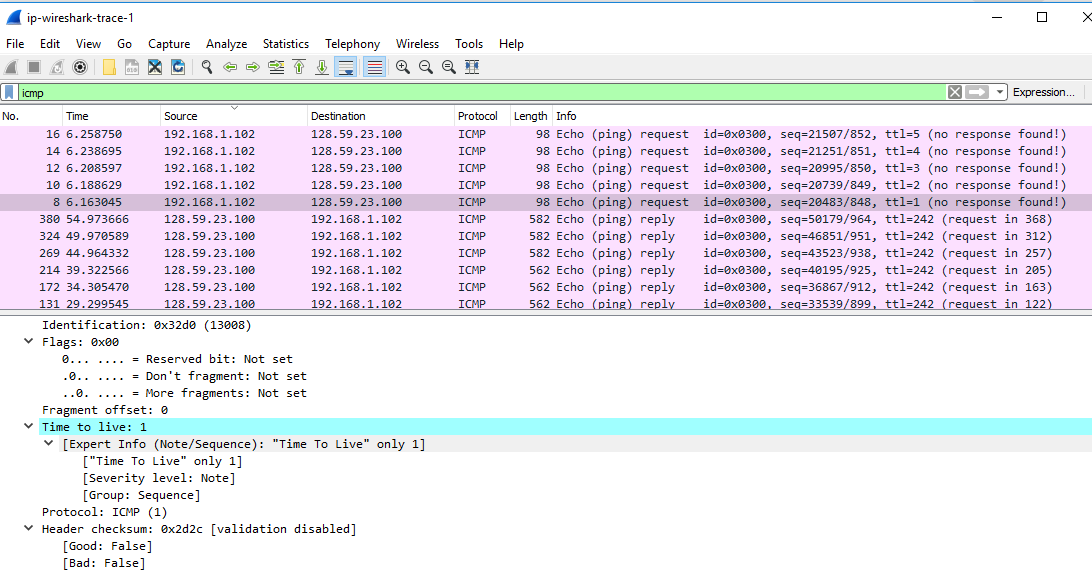 ip-wireshark-trace-1
File Edit View Go Capture Analyze Statistics Telephony Wireless Tools Help
icmp Expression...
No. Time Source Destination Protocol Length Info
16 6.258750 192.168.1.102 128.59.23.100 ICMP 98 Echo (ping) request id=0x0300, seq=21507/852, ttl=5 (no response found!)
14 6.238695 192.168.1.102 128.59.23.100 ICMP 98 Echo (ping) request id=0x0300, seq=21251/851, ttl=4 (no response found!)
12 6.208597 192.168.1.102 128.59.23.100 ICMP 98 Echo (ping) request id=0x0300, seq=20995/850, ttl=3 (no response found!)
10 6.188629 192.168.1.102 128.59.23.100 ICMP 98 Echo (ping) request id=0x0300, seq=20739/849, ttl=2 (no response found!)
8 6.163045 192.168.1.102 128.59.23.100 ICMP 98 Echo (ping) request id=0x0300, seq=20483/848, ttl=1 (no response found!)
380 54.973666 128.59.23.100 192.168.1.102 ICMP 582 Echo (ping) reply id=0x0300, seq=50179/964, ttl=242 (request in 368)
324 49.970589 128.59.23.100 192.168.1.102 ICMP 582 Echo (ping) reply id=0x0300, seq=46851/951, ttl=242 (request in 312)
269 44.964332 128.59.23.100 192.168.1.102 ICMP 582 Echo (ping) reply id=0x0300, seq=43523/938, ttl=242 (request in 257)
214 39.322566 128.59.23.100 192.168.1.102 ICMP 562 Echo (ping) reply id=0x0300, seq=40195/925, ttl=242 (request in 205)
172 34.305470 128.59.23.100 192.168.1.102 ICMP 562 Echo (ping) reply id=0x0300, seq=36867/912, ttl=242 (request in 163)
131 29.299545 128.59.23.100 192.168.1.102 ICMP 562 Echo (ping) reply id=0x0300, seq=33539/899, ttl=242 (request in 122)
Identification: 0x32d0 (13008)
Flags: 0x00
0... .... = Reserved bit: Not set
.0.. .... = Don't fragment: Not set
..0. .... = More fragments: Not set
Fragment offset: 0
Time to live: 1
[Expert Info (Note/Sequence): "Time To Live" only 1]
["Time To Live" only 1]
[Severity level: Note]
[Group: Sequence]
Protocol: ICMP (1)
Header checksum: 0x2d2c [validation disabled]
[Good: False]
[Bad: False]